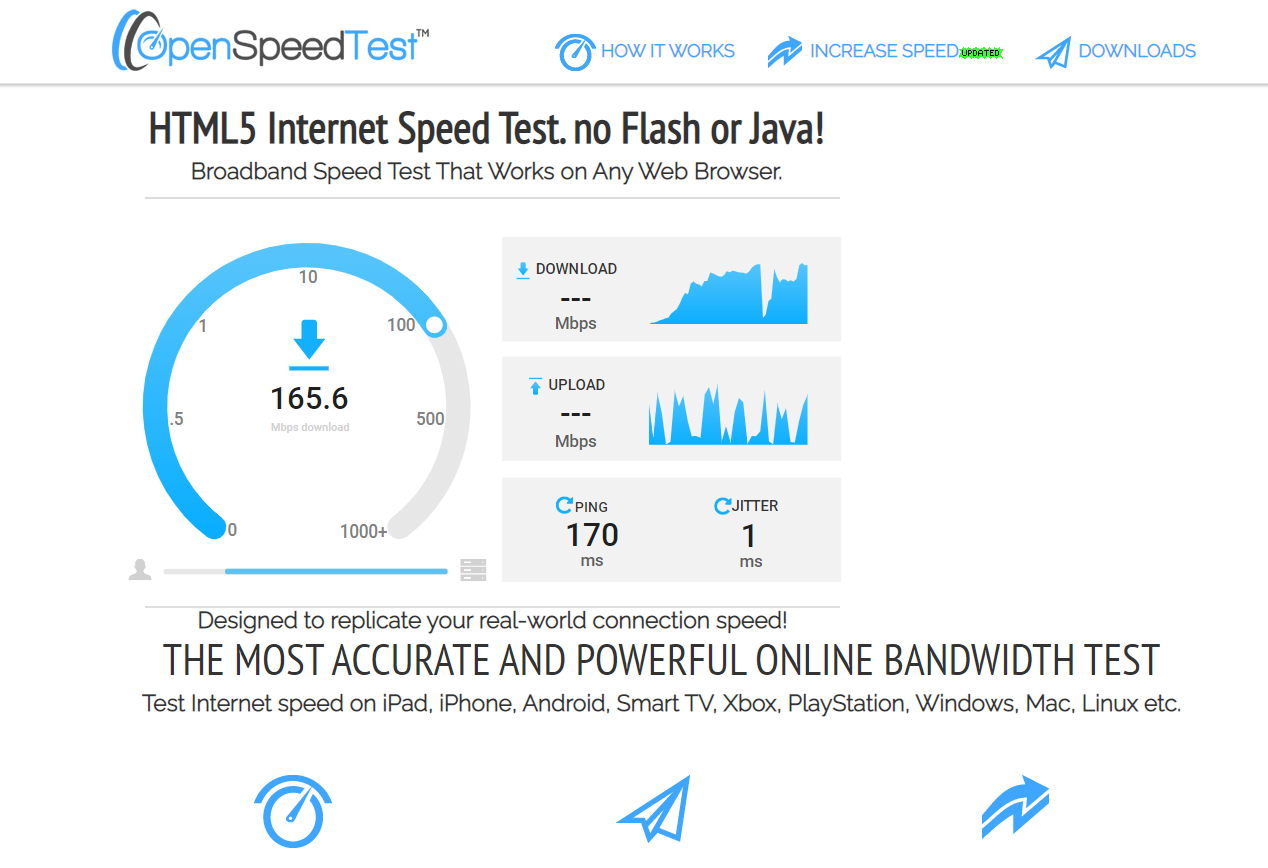 OpenSpeedTest™
HOW IT WORKS
INCREASE SPEED UPDATED
DOWNLOADS
HTML5 Internet Speed Test. no Flash or Java!
Broadband Speed Test That Works on Any Web Browser.
10
1
100
.5
500
0
1000+
165.6
Mbps download
DOWNLOAD
---
Mbps
UPLOAD
---
Mbps
PING
170
ms
JITTER
1
ms
Designed to replicate your real-world connection speed!
THE MOST ACCURATE AND POWERFUL ONLINE BANDWIDTH TEST
Test Internet speed on iPad, iPhone, Android, Smart TV, Xbox, PlayStation, Windows, Mac, Linux etc.